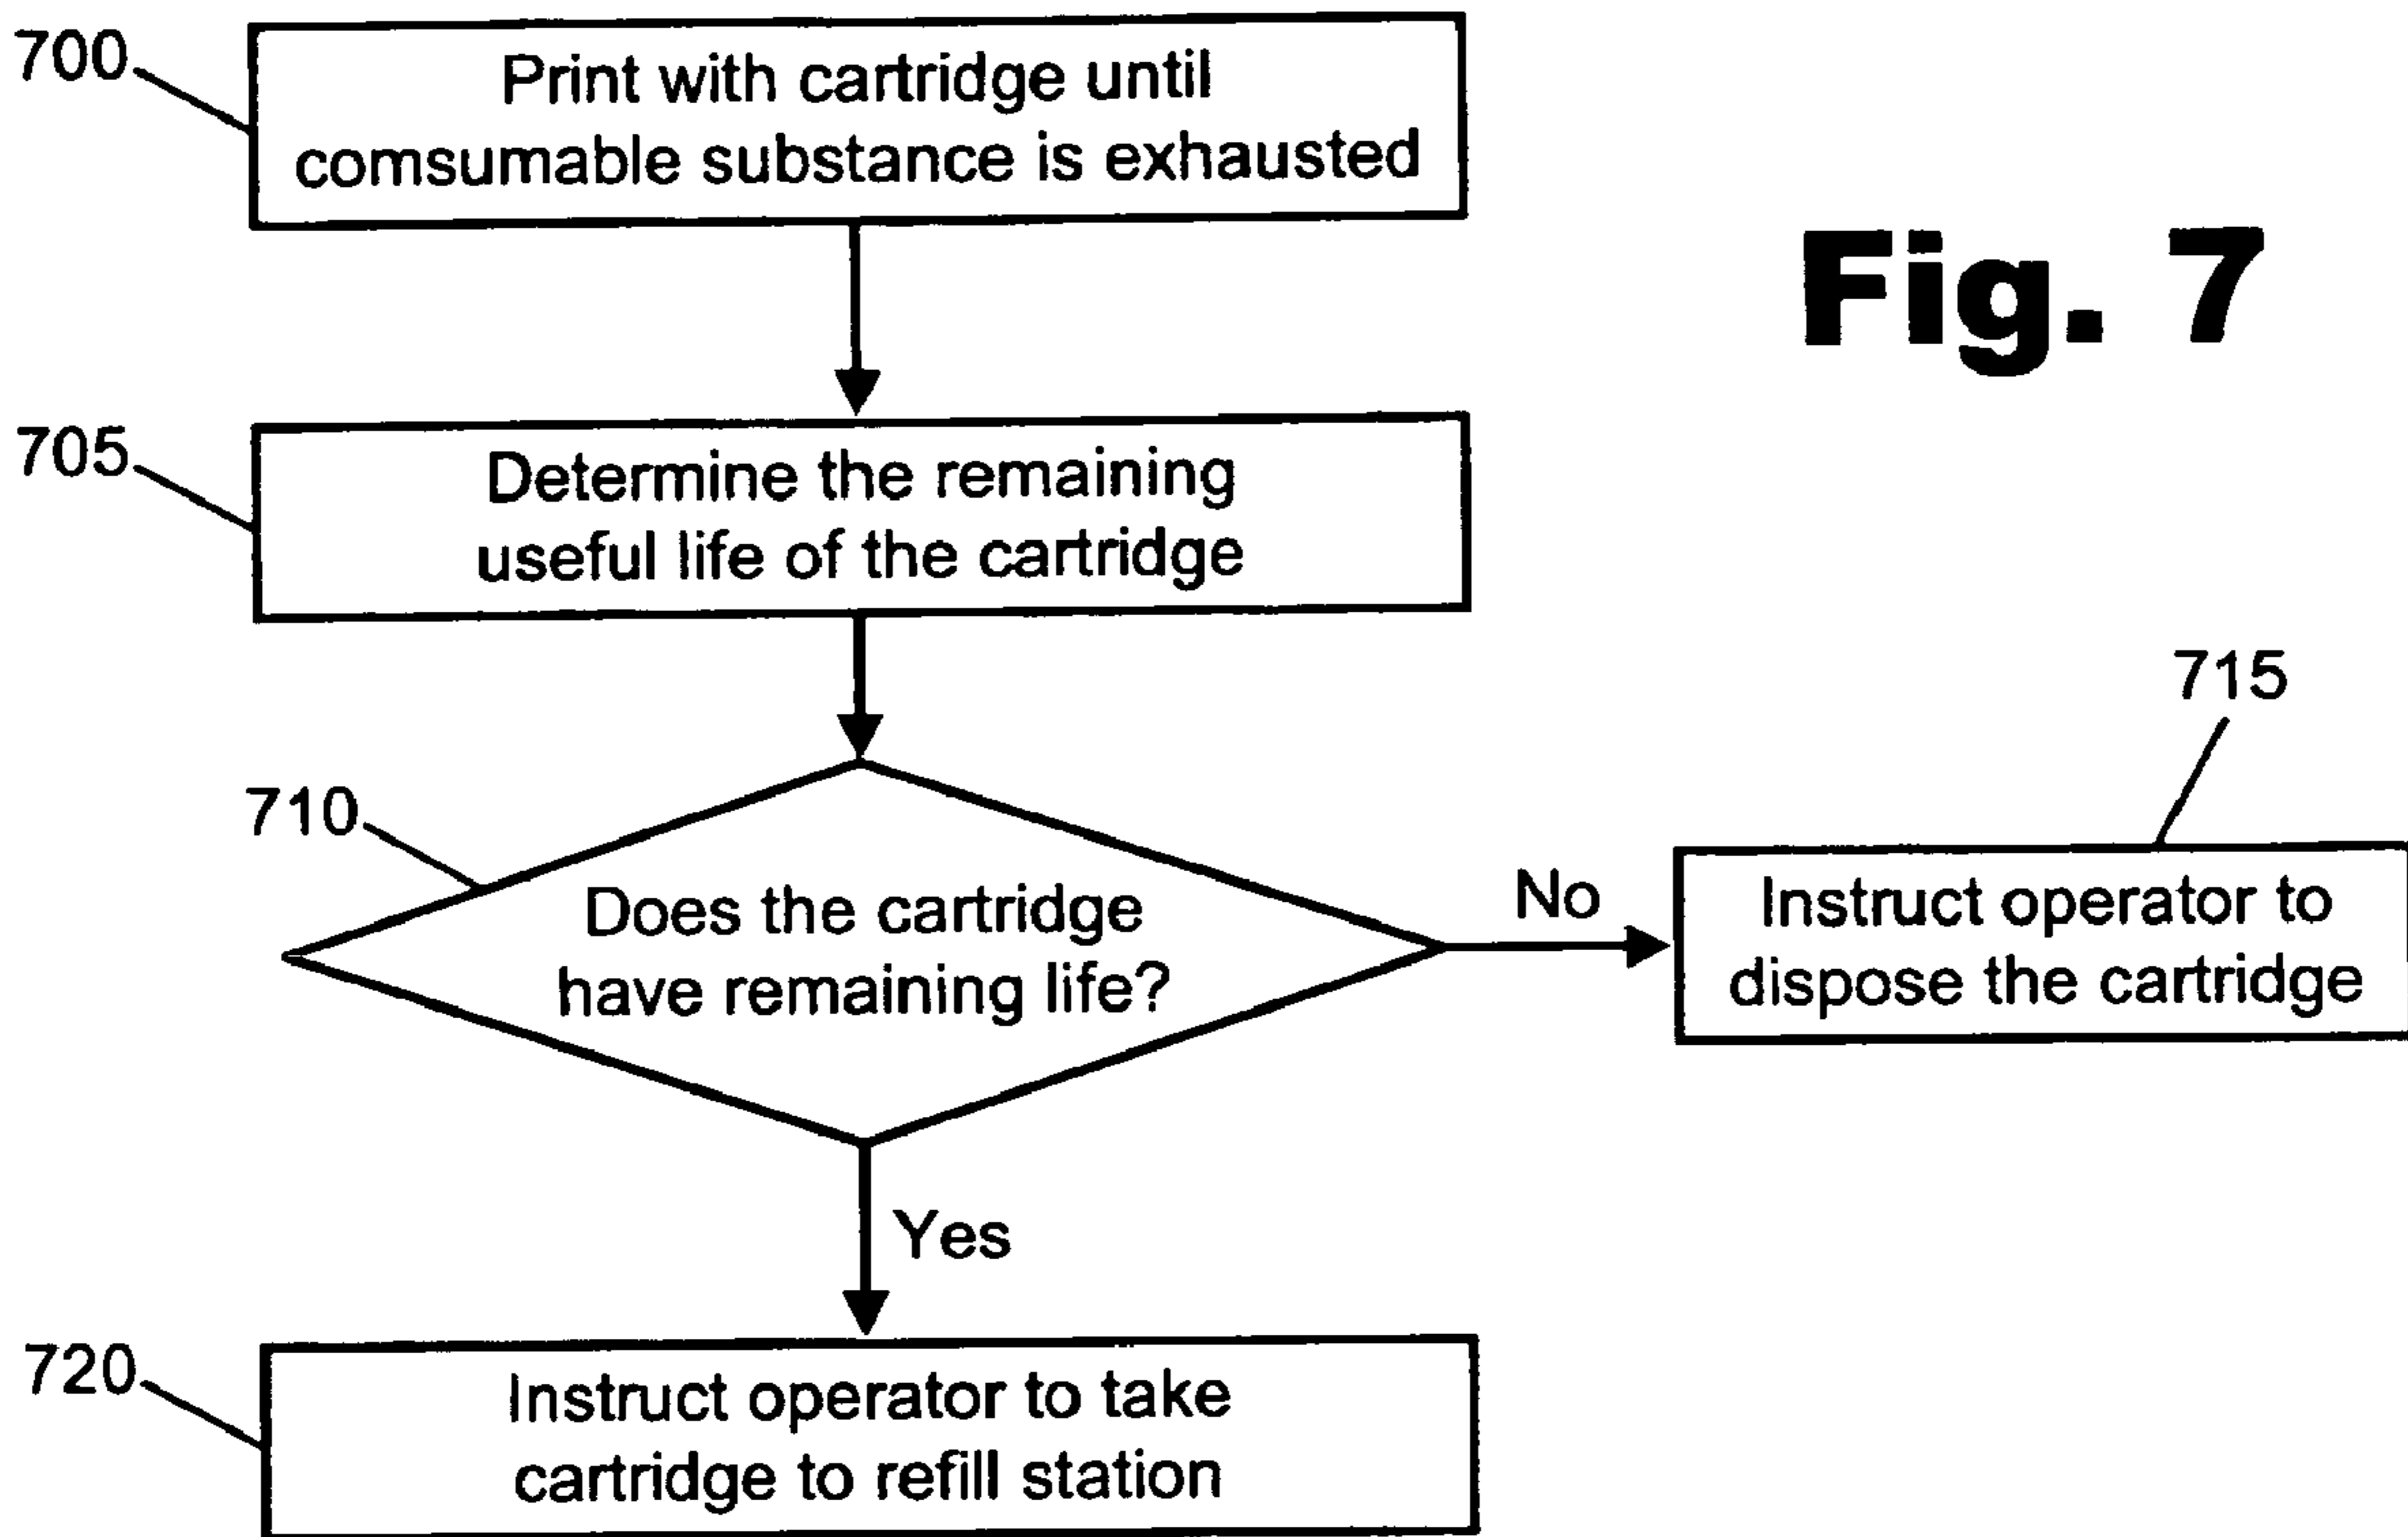 700
Print with cartridge until
comsumable substance is exhausted
Fig. 7
705
Determine the remaining
useful life of the cartridge
710
Does the cartridge
have remaining life?
No
715
Instruct operator to
dispose the cartridge
Yes
720
Instruct operator to take
cartridge to refill station